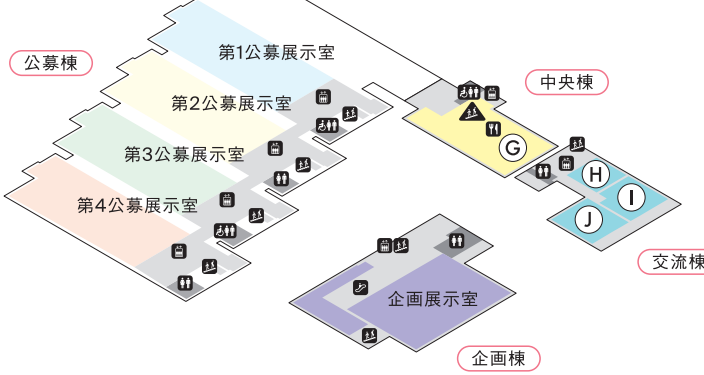 公募棟
第1公募展示室
第2公募展示室
第3公募展示室
第4公募展示室
中央棟
G
H
I
J
交流棟
企画展示室
企画棟